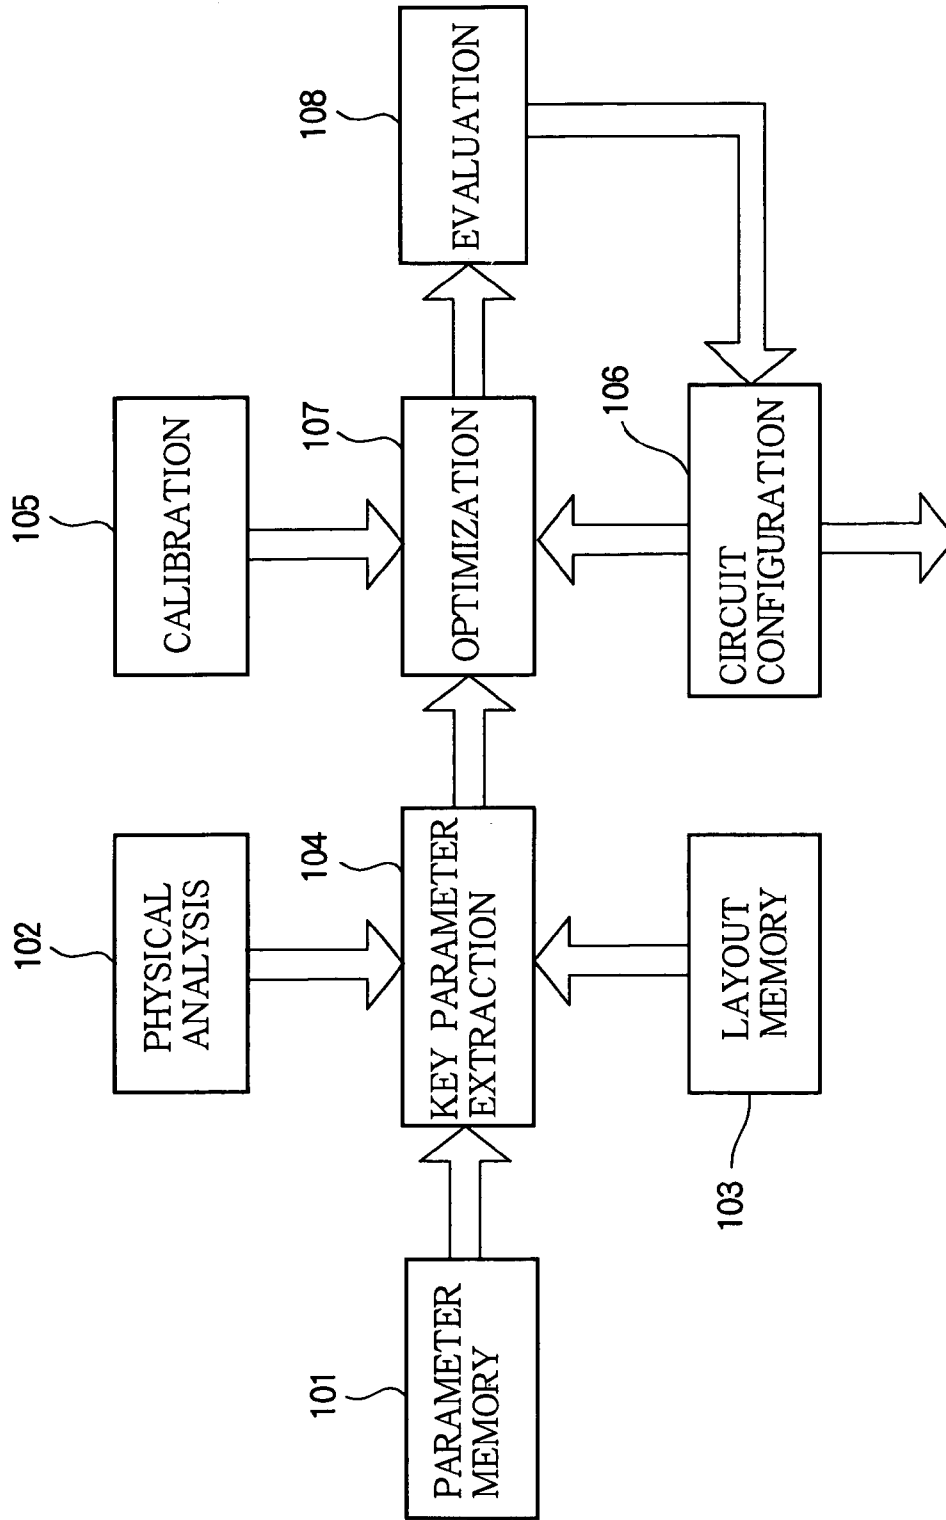 101
PARAMETER
MEMORY
102
PHYSICAL
ANALYSIS
103
LAYOUT
MEMORY
104
KEY PARAMETER
EXTRACTION
105
CALIBRATION
106
CIRCUIT
CONFIGURATION
107
OPTIMIZATION
108
EVALUATION